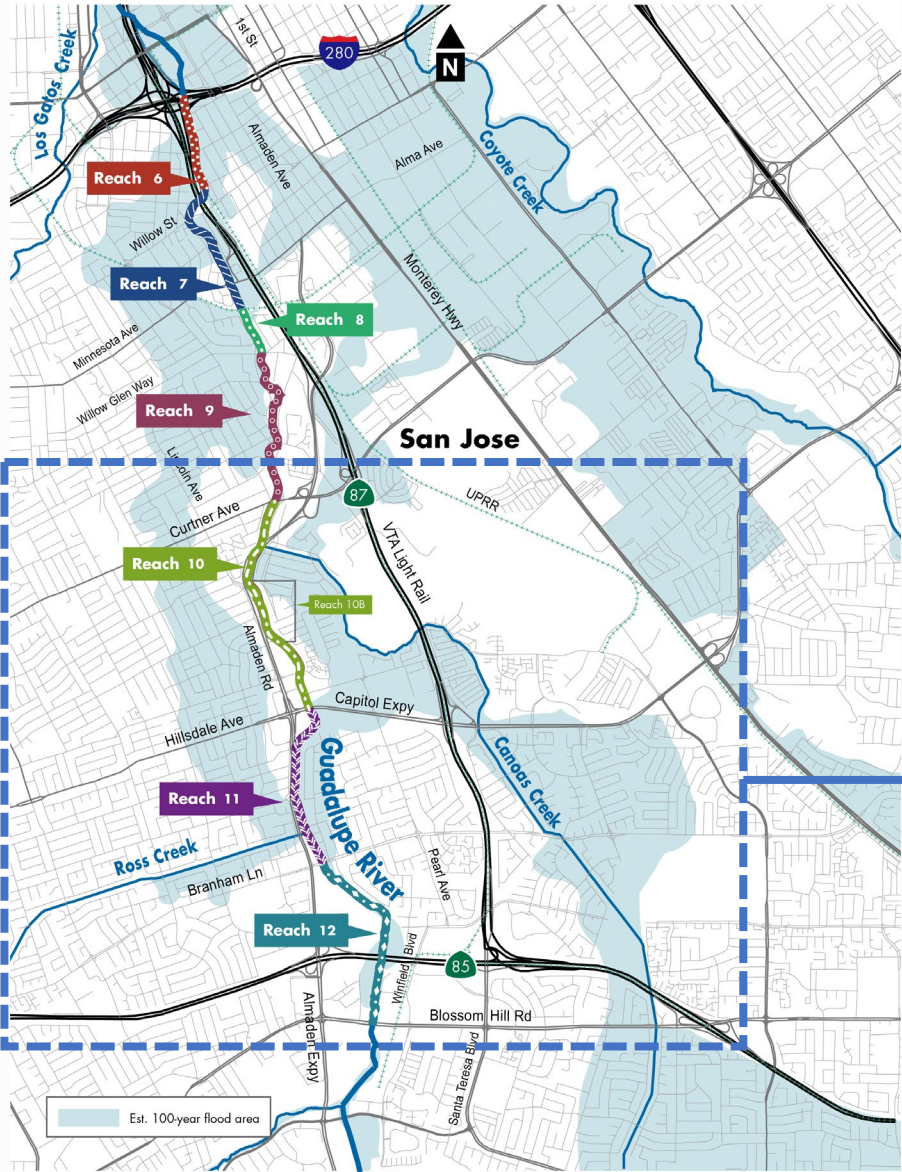 1st St
280
N
Los Gatos Creek
Almaden Ave
Alma Ave
Coyote Creek
Reach 6
Willow St
Reach 7
Monterey Hwy
Reach 8
Minnesota Ave
Willow Glen Way
Reach 9
San Jose
Lincoln Ave
87
UPRR
Curtner Ave
VTA Light Rail
Reach 10
Reach 10B
Almaden Rd
Capitol Expy
Hillsdale Ave
Guadalupe River
Canoas Creek
Reach 11
Ross Creek
Branham Ln
Pearl Ave
Reach 12
Winfield Blvd
85
Almaden Expy
Blossom Hill Rd
Santa Teresa Blvd
Est. 100-year flood area